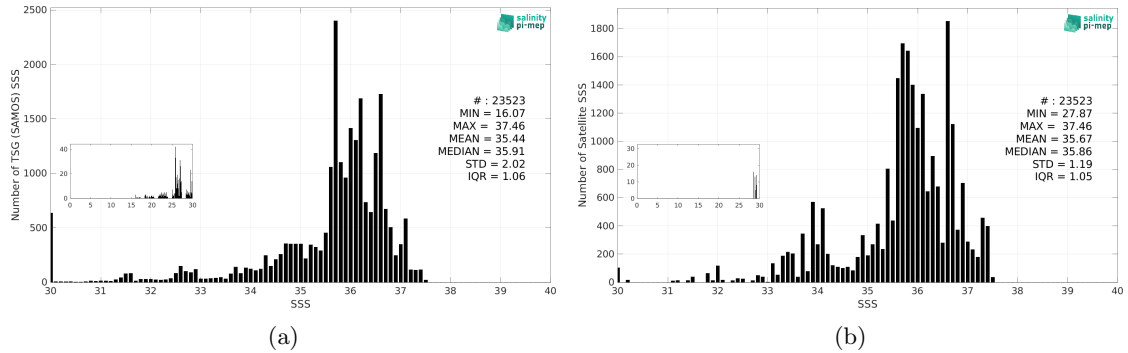 2500
2000
1500
1000
500
0
Number of TSG (SAMOS) SSS
salinity
pi-mep
# : 23523
MIN = 16.07
MAX = 37.46
MEAN = 35.44
MEDIAN = 35.91
STD = 2.02
IQR = 1.06
40
20
0
0 5 10 15 20 25 30
30 31 32 33 34 35 36 37 38 39 40
SSS
(a)
1800
1600
1400
1200
1000
800
600
400
200
0
Number of Satellite SSS
salinity
pi-mep
# : 23523
MIN = 27.87
MAX = 37.46
MEAN = 35.67
MEDIAN = 35.86
STD = 1.19
IQR = 1.05
30
20
10
0
0 5 10 15 20 25 30
30 31 32 33 34 35 36 37 38 39 40
SSS
(b)